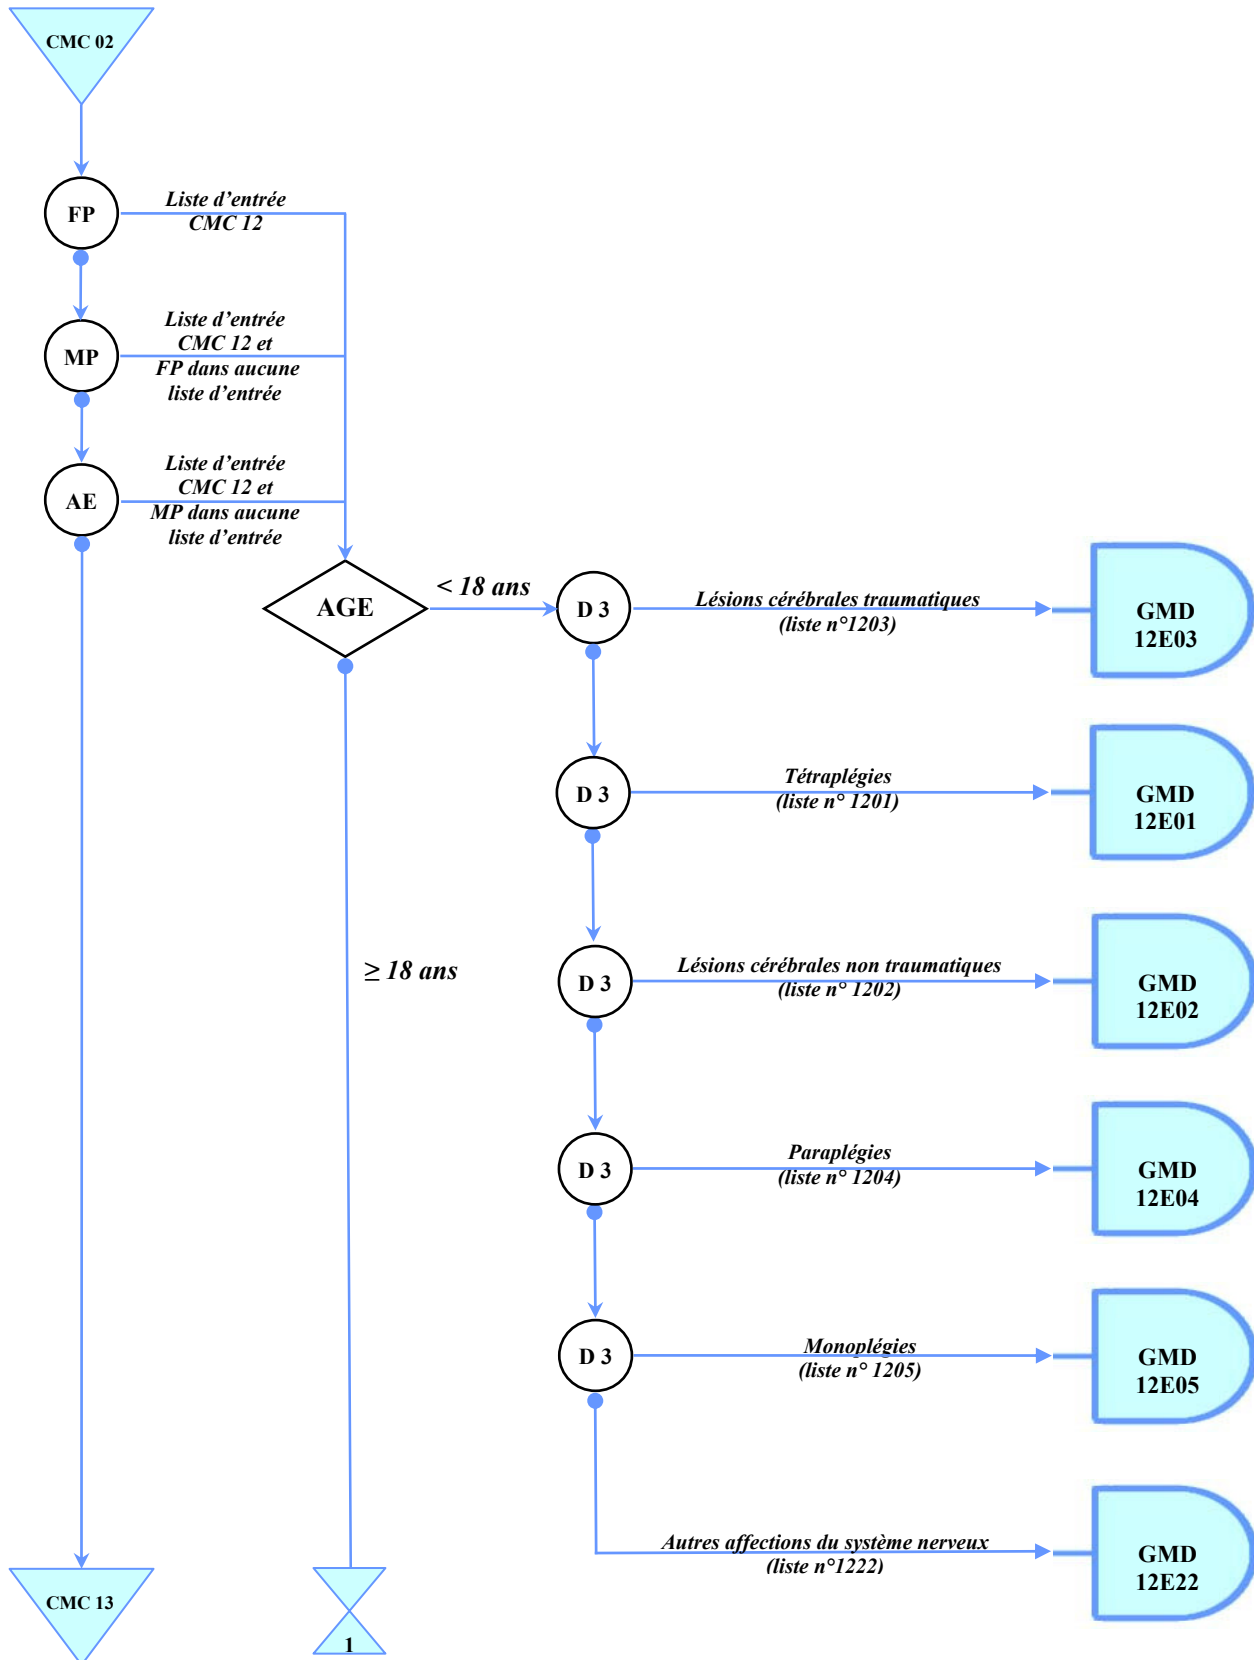 CMC 02
FP
Liste d’entrée
CMC 12
MP
Liste d’entrée
CMC 12 et
FP dans aucune
liste d’entrée
AE
Liste d’entrée
CMC 12 et
MP dans aucune
liste d’entrée
AGE
< 18 ans
D 3
Lésions cérébrales traumatiques
(liste n°1203)
GMD
12E03
D 3
Tétraplégies
(liste n° 1201)
GMD
12E01
≥ 18 ans
D 3
Lésions cérébrales non traumatiques
(liste n° 1202)
GMD
12E02
D 3
Paraplégies
(liste n° 1204)
GMD
12E04
D 3
Monoplégies
(liste n° 1205)
GMD
12E05
Autres affections du système nerveux
(liste n°1222)
GMD
12E22
CMC 13
1